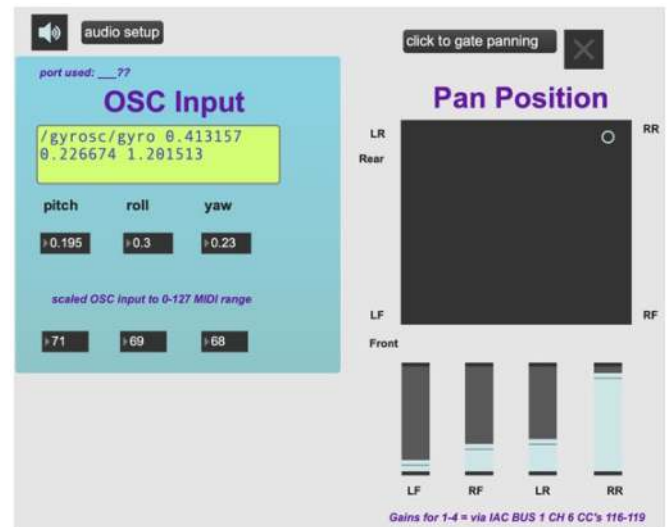 audio setup
click to gate panning
port used: ___??
OSC Input
/gyrosc/gyro 0.413157
0.226674 1.201513
pitch roll yaw
0.195 0.3 0.23
scaled OSC input to 0-127 MIDI range
71 69 68
Pan Position
LR RR
Rear
LF RF
Front
LF RF LR RR
Gains for 1-4 = via IAC BUS 1 CH 6 CC's 116-119